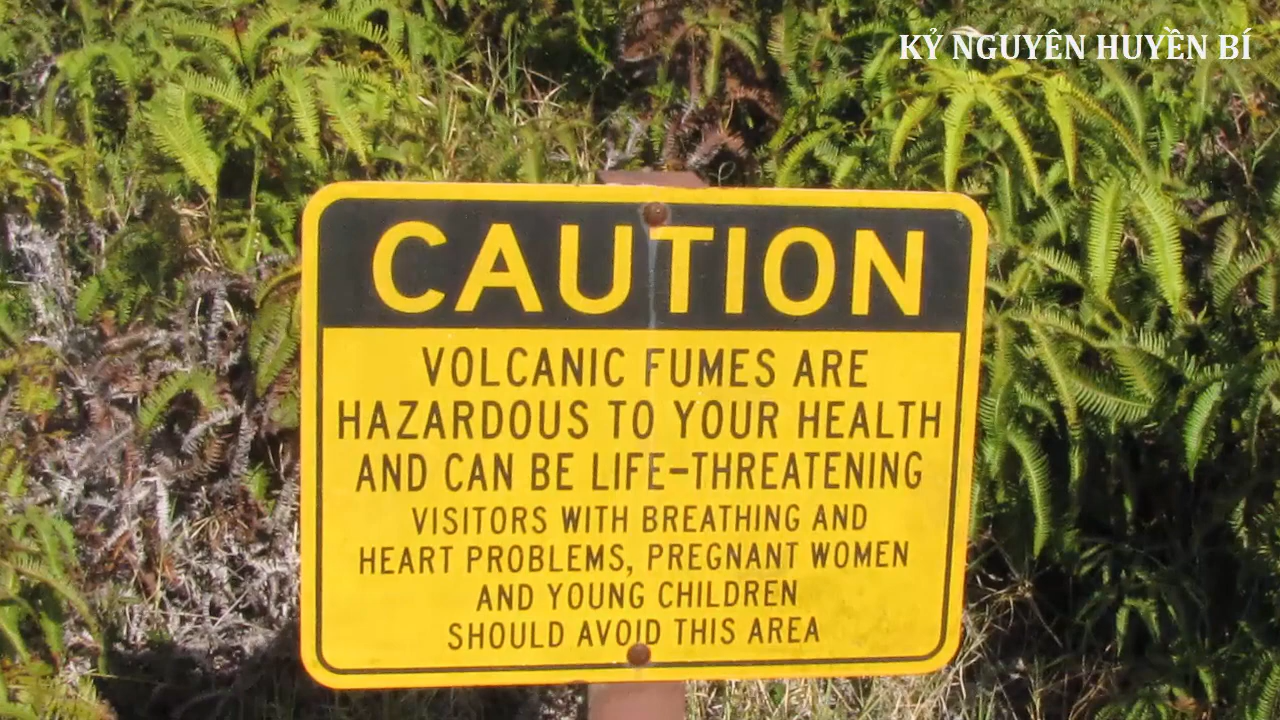 KỶ NGUYÊN HUYỀN BÍ
CAUTION
VOLCANIC FUMES ARE
HAZARDOUS TO YOUR HEALTH
AND CAN BE LIFE-THREATENING
VISITORS WITH BREATHING AND
HEART PROBLEMS, PREGNANT WOMEN
AND YOUNG CHILDREN
SHOULD AVOID THIS AREA